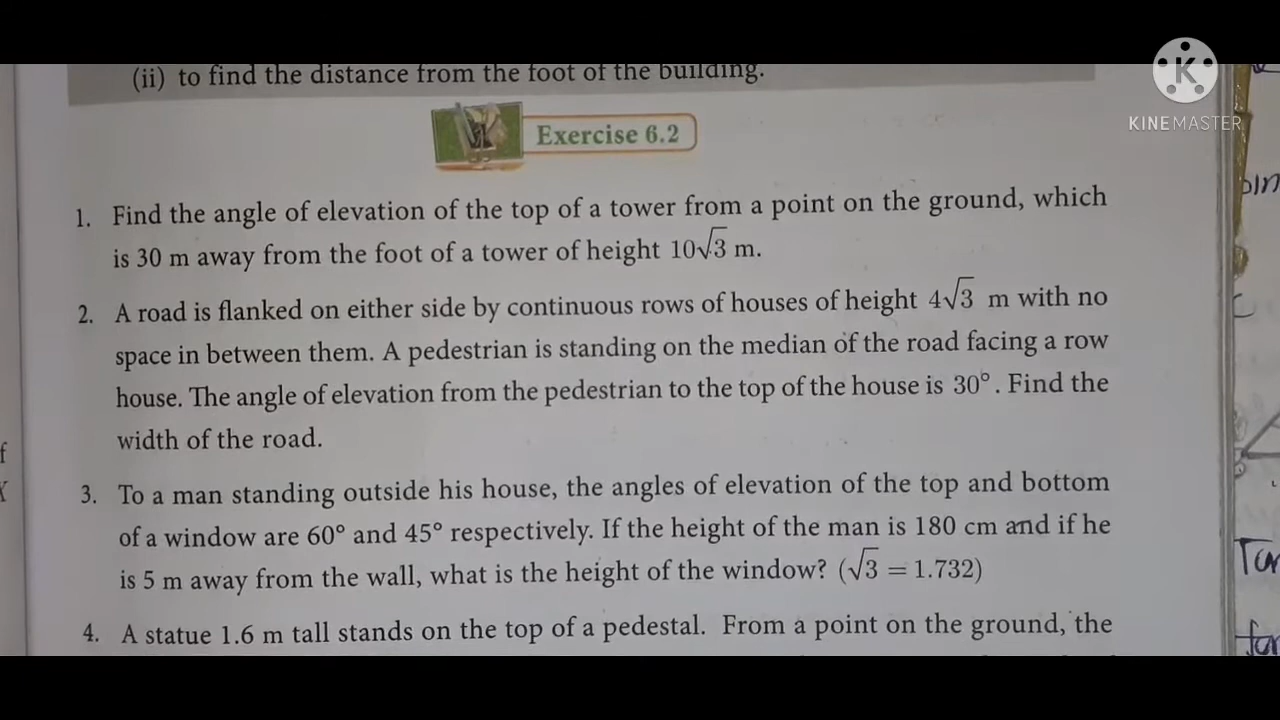 (ii) to find the distance from the foot of the building.
KINEMASTER
Exercise 6.2
1. Find the angle of elevation of the top of a tower from a point on the ground, which
is 30 m away from the foot of a tower of height 10√3 m.
2. A road is flanked on either side by continuous rows of houses of height 4√3 m with no
space in between them. A pedestrian is standing on the median of the road facing a row
house. The angle of elevation from the pedestrian to the top of the house is 30°. Find the
width of the road.
3. To a man standing outside his house, the angles of elevation of the top and bottom
of a window are 60° and 45° respectively. If the height of the man is 180 cm and if he
is 5 m away from the wall, what is the height of the window? (√3 = 1.732)
4. A statue 1.6 m tall stands on the top of a pedestal. From a point on the ground, the